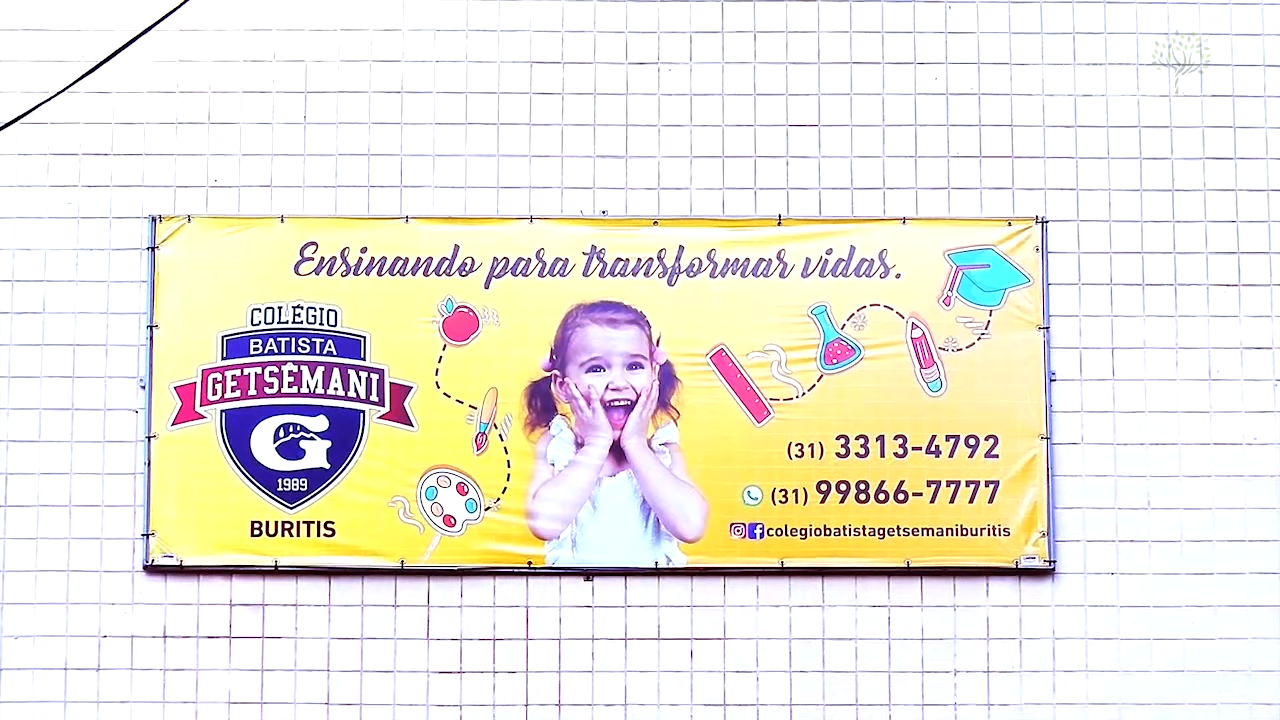 Ensinando para transformar vidas.
COLÉGIO
BATISTA
GETSÊMANI
G
1989
BURITIS
(31) 3313-4792
(31) 99866-7777
colegiobatistagetsemaniburitis